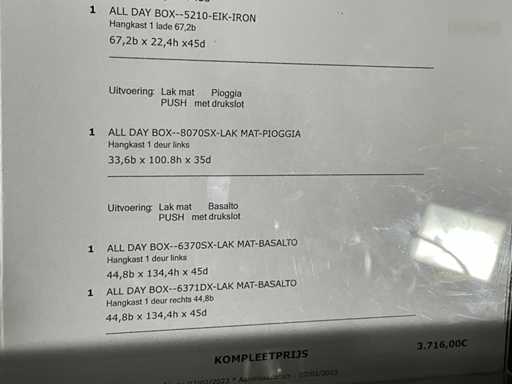 1 ALL DAY BOX--5210-EIK-IRON
Hangkast 1 lade 67,2b
67,2b x 22,4h x45d
Uitvoering: Lak mat Pioggia
PUSH met drukslot
1 ALL DAY BOX--8070SX-LAK MAT-PIOGGIA
Hangkast 1 deur links
33,6b x 100.8h x 35d
Uitvoering: Lak mat Basalto
PUSH met drukslot
1 ALL DAY BOX--6370SX-LAK MAT-BASALTO
Hangkast 1 deur links
44,8b x 134,4h x 45d
1 ALL DAY BOX--6371DX-LAK MAT-BASALTO
Hangkast 1 deur rechts 44,8b
44,8b x 134,4h x 45d
KOMPLEETPRIJS 3.716,00€